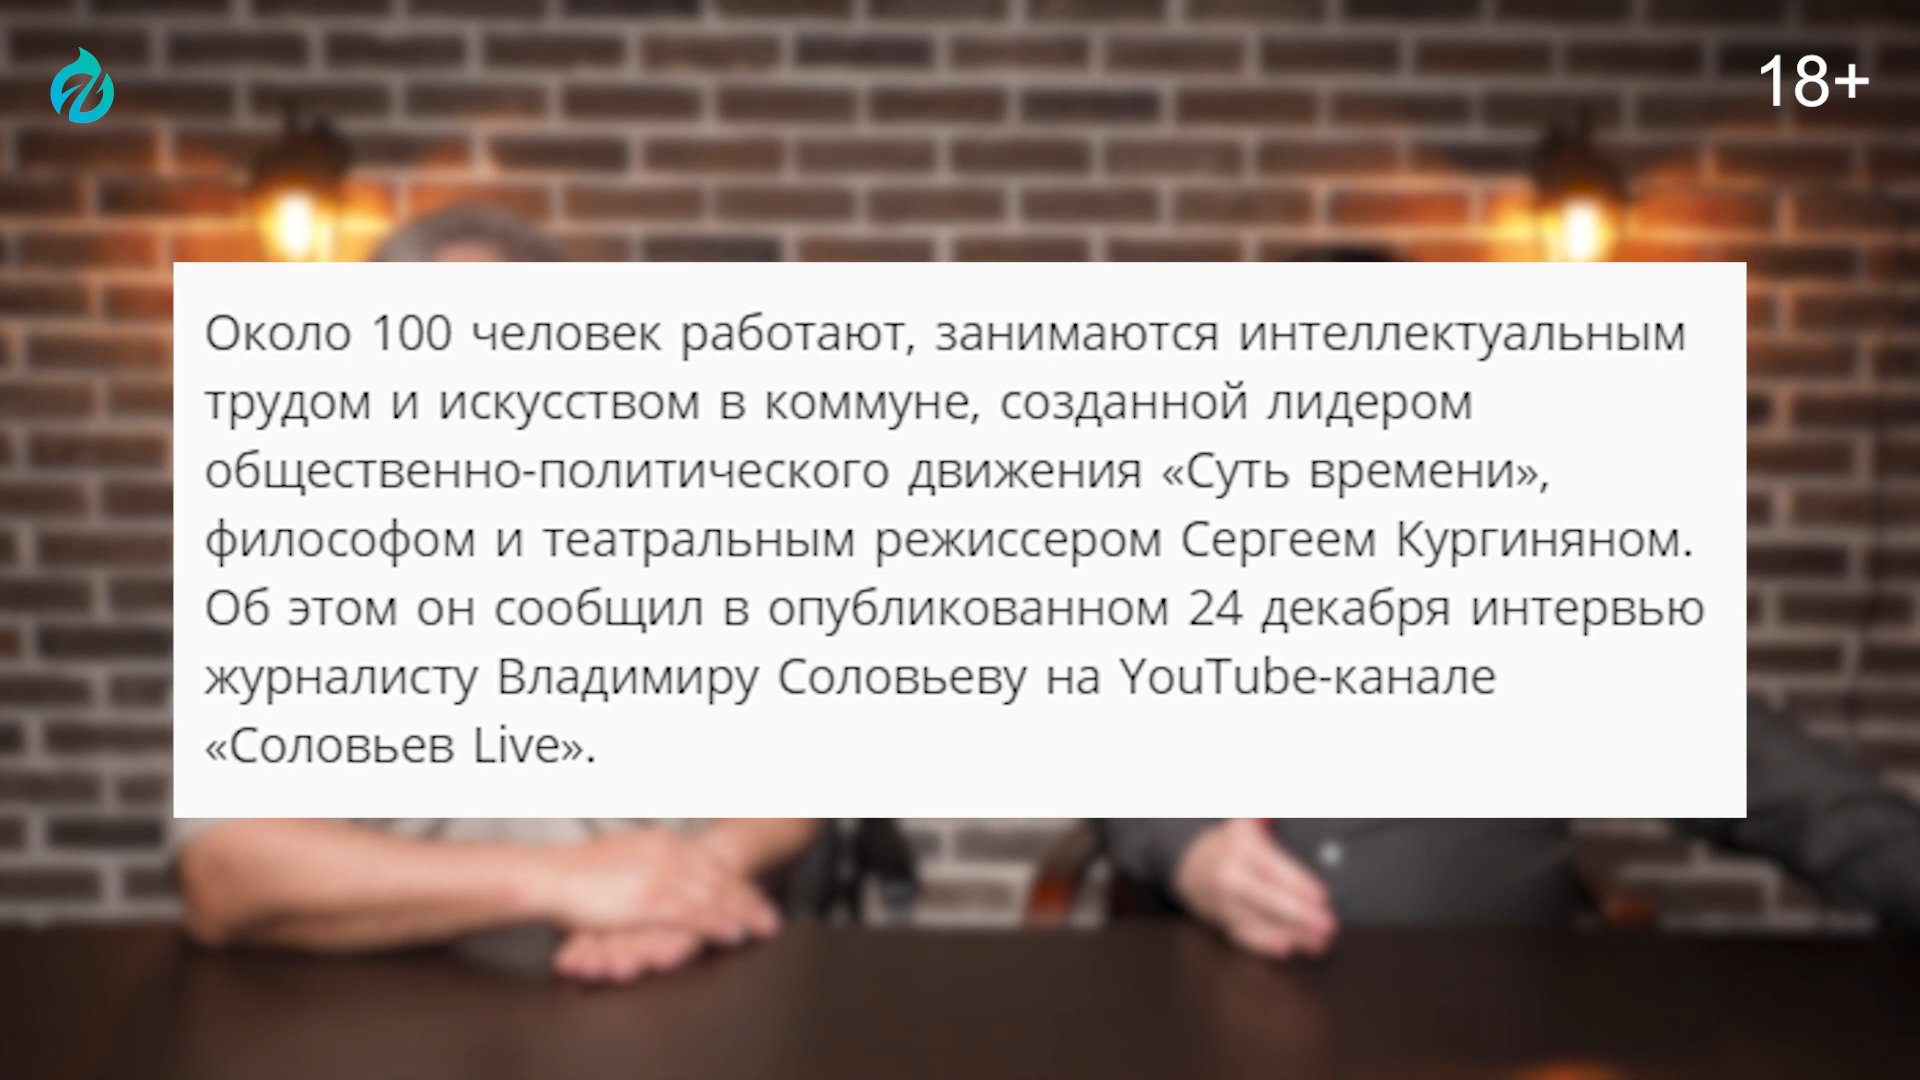 18+
Около 100 человек работают, занимаются интеллектуальным
трудом и искусством в коммуне, созданной лидером
общественно-политического движения «Суть времени»,
философом и театральным режиссером Сергеем Кургиняном.
Об этом он сообщил в опубликованном 24 декабря интервью
журналисту Владимиру Соловьеву на YouTube-канале
«Соловьев Live».